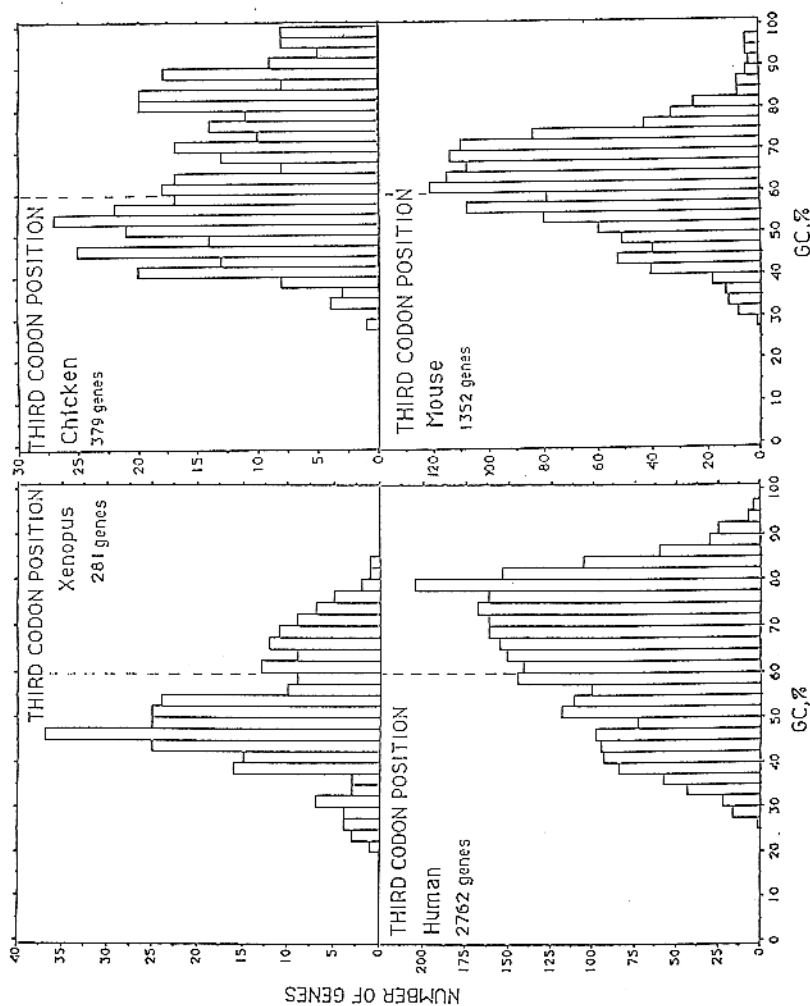 NUMBER OF GENES
THIRD CODON POSITION
Xenopus
281 genes
40
35
30
25
20
15
10
5
0
THIRD CODON POSITION
Chicken
379 genes
30
25
20
15
10
5
0
THIRD CODON POSITION
Human
2762 genes
200
175
150
125
100
75
50
25
0
0 10 20 30 40 50 60 70 80 90 100
GC,%
THIRD CODON POSITION
Mouse
1352 genes
120
100
80
60
40
20
0
0 10 20 30 40 50 60 70 80 90 100
GC,%